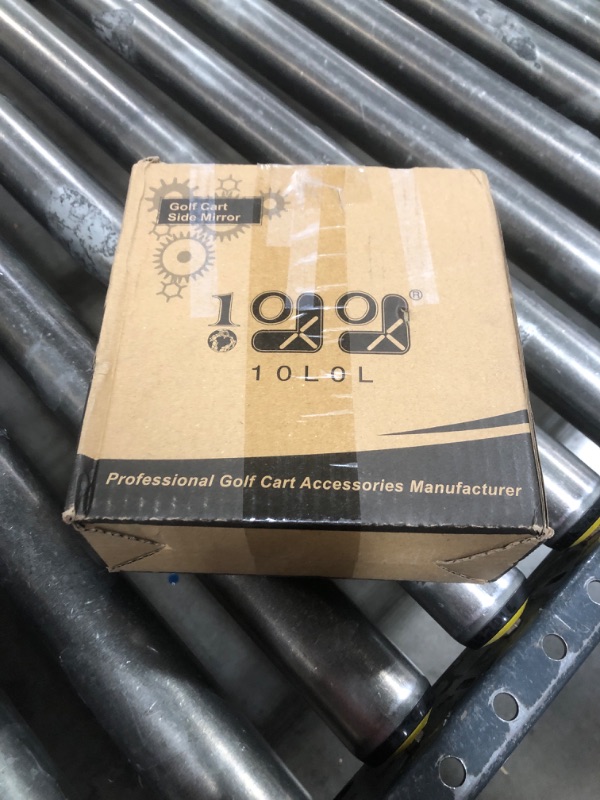 Golf Cart
Side Mirror
®
10L0L
Professional Golf Cart Accessories Manufacturer